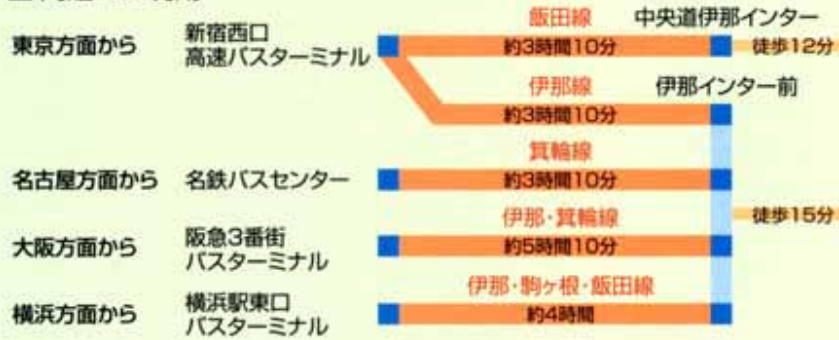 飯田線 中央道伊那インター
東京方面から 新宿西口
高速バスターミナル
約3時間10分 徒歩12分
伊那線 伊那インター前
約3時間10分
箕輪線
名古屋方面から 名鉄バスセンター 約3時間10分
伊那・箕輪線 徒歩15分
大阪方面から 阪急3番街
バスターミナル
約5時間10分
伊那・駒ヶ根・飯田線
横浜方面から 横浜駅東口
バスターミナル
約4時間